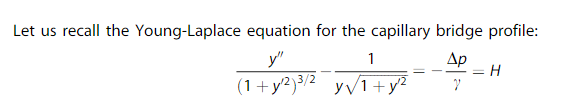 Let us recall the Young-Laplace equation for the capillary bridge profile:
y''/(1+y'²)^{3/2} − 1/(y√(1+y'²)) = −Δp/γ = H